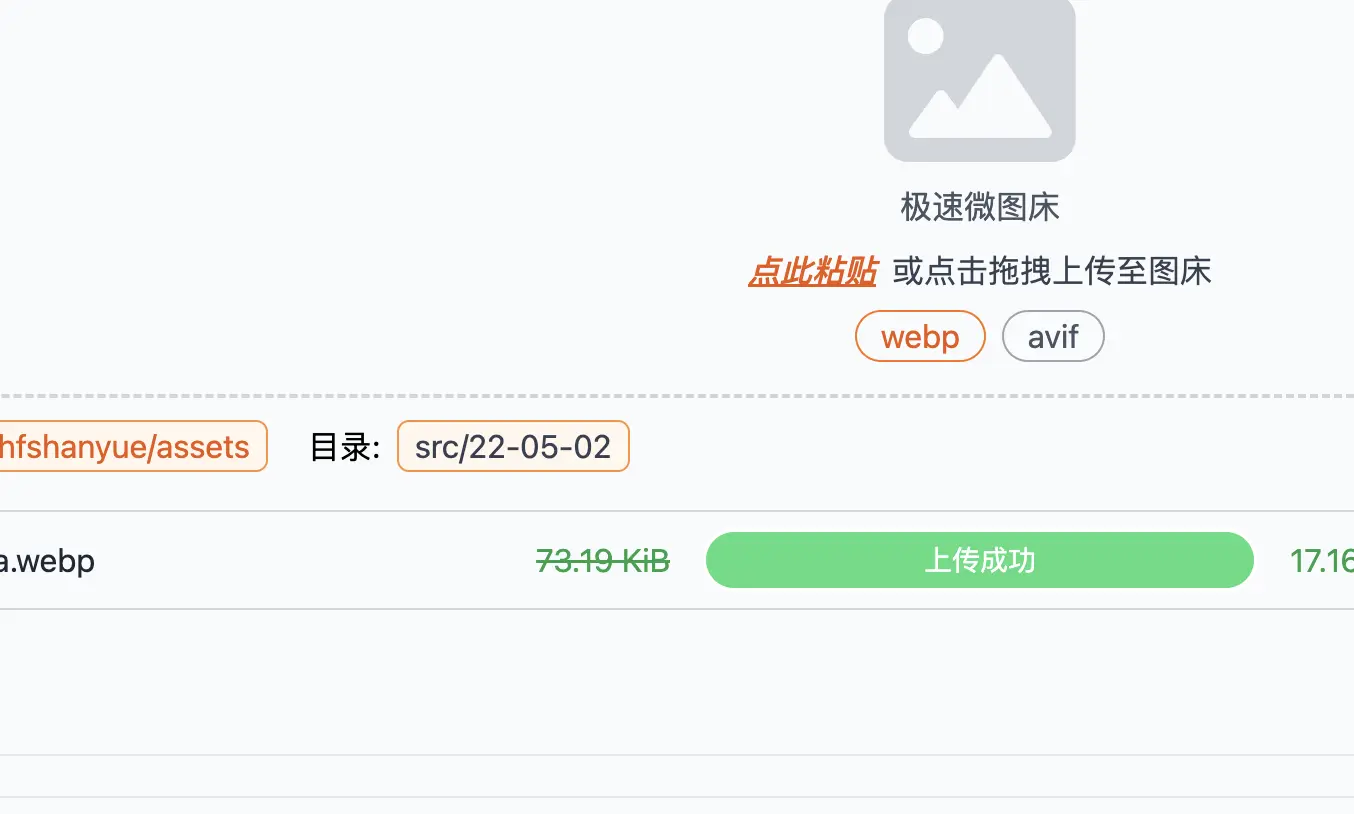 极速微图床
点此粘贴 或点击拖拽上传至图床
webp avif
hfshanyue/assets 目录: src/22-05-02
a.webp 73.19 KiB 上传成功 17.16